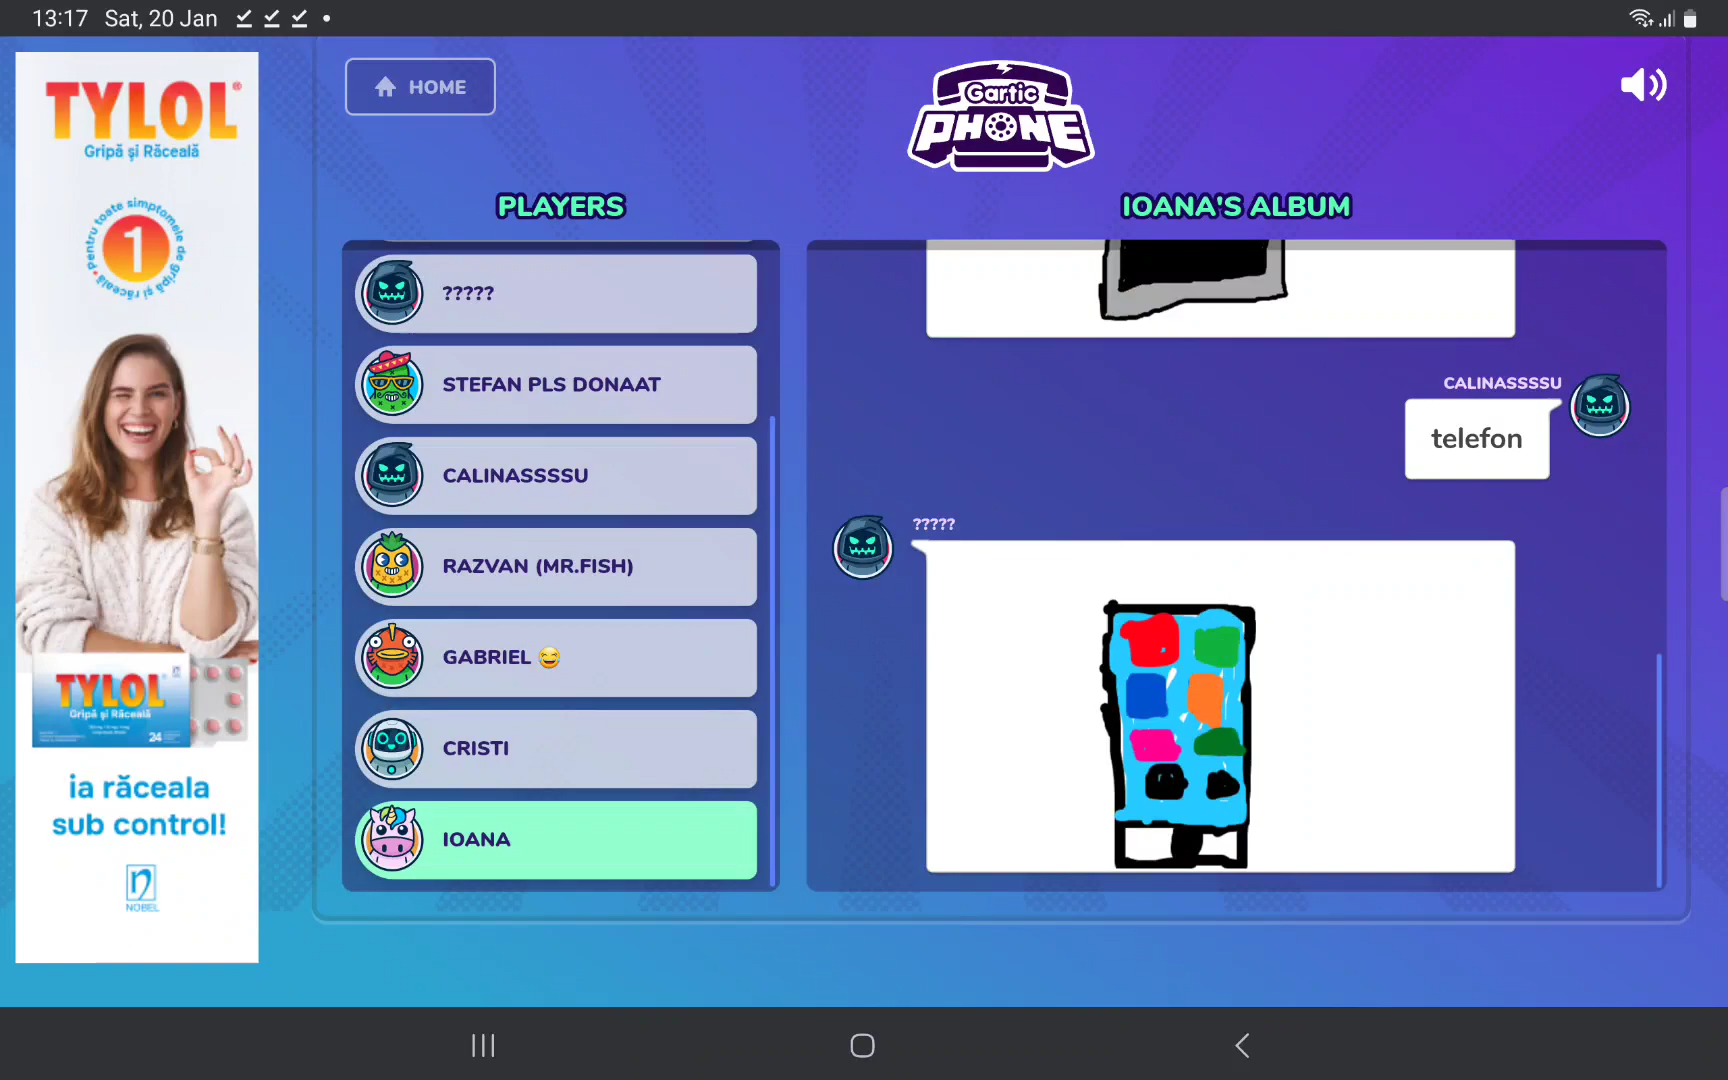 13:17 Sat, 20 Jan
TYLOL®
Gripă și Răceală
Pentru toate simptomele de gripă și răceală
1
TYLOL
Gripă și Răceală
24
ia răceala
sub control!
NOBEL
HOME
Gartic
PHONE
PLAYERS
?????
STEFAN PLS DONAAT
CALINASSSSU
RAZVAN (MR.FISH)
GABRIEL 😅
CRISTI
IOANA
IOANA'S ALBUM
CALINASSSSU
telefon
?????